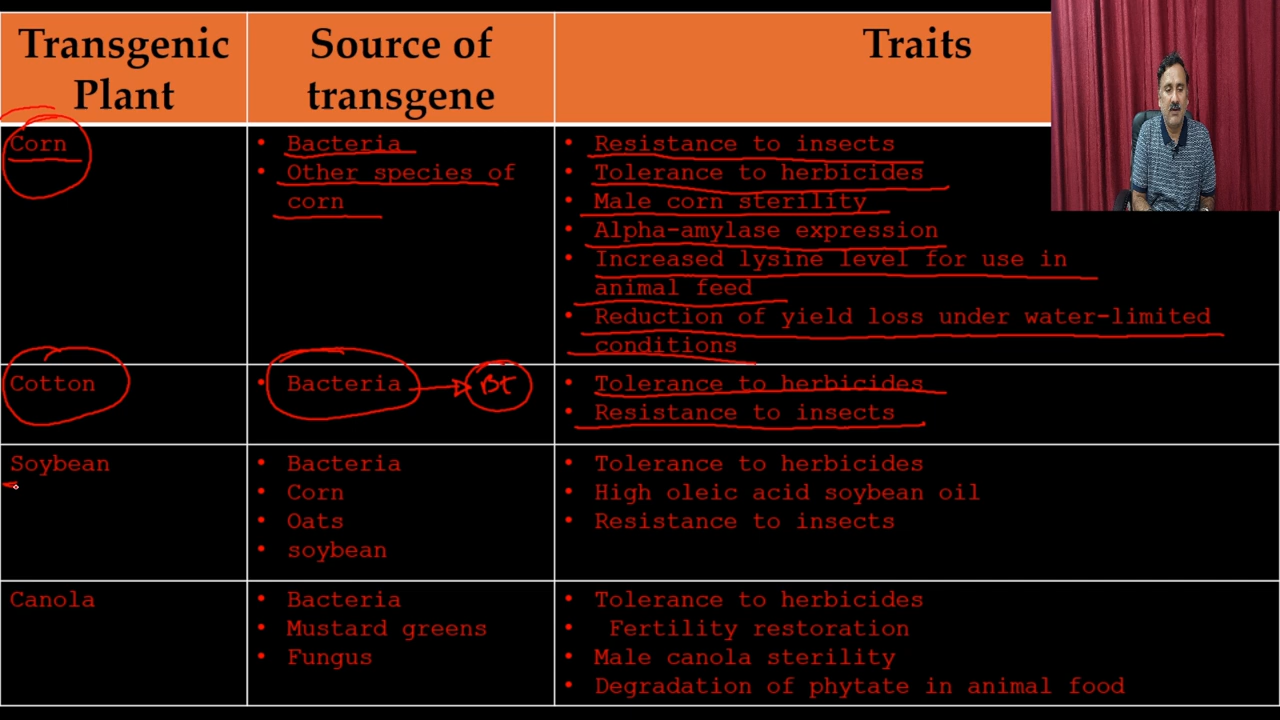 Transgenic Plant
Source of transgene
Traits
Corn
• Bacteria
• Other species of corn
• Resistance to insects
• Tolerance to herbicides
• Male corn sterility
• Alpha-amylase expression
• Increased lysine level for use in animal feed
• Reduction of yield loss under water-limited conditions
Cotton
• Bacteria
Bt
• Tolerance to herbicides
• Resistance to insects
Soybean
• Bacteria
• Corn
• Oats
• soybean
• Tolerance to herbicides
• High oleic acid soybean oil
• Resistance to insects
Canola
• Bacteria
• Mustard greens
• Fungus
• Tolerance to herbicides
• Fertility restoration
• Male canola sterility
• Degradation of phytate in animal food